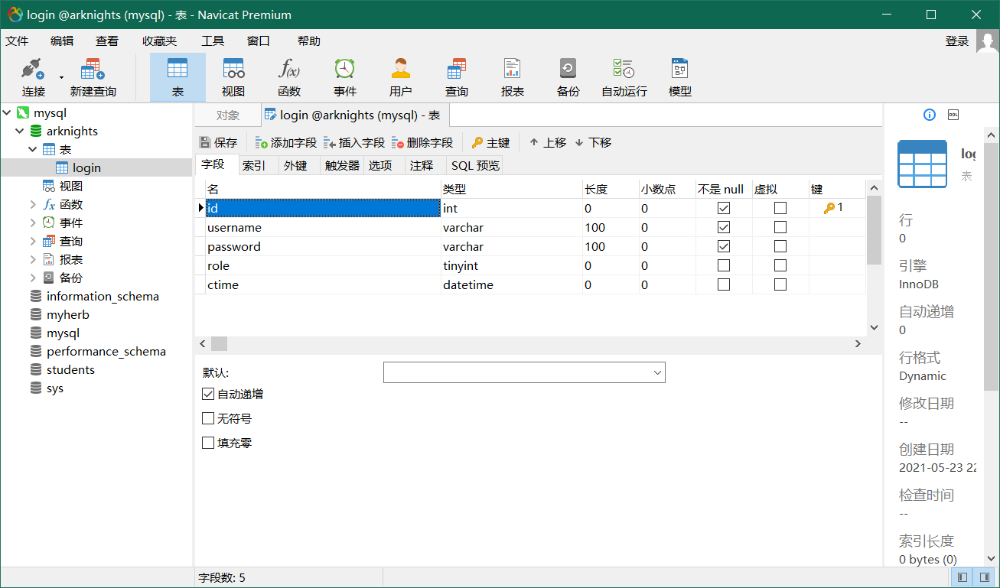 login @arknights (mysql) - 表 - Navicat Premium
文件 编辑 查看 收藏夹 工具 窗口 帮助 登录
连接 新建查询 表 视图 函数 事件 用户 查询 报表 备份 自动运行 模型
mysql
arknights
表
login
视图
函数
事件
查询
报表
备份
information_schema
myherb
mysql
performance_schema
students
sys
对象 login @arknights (mysql) - 表
保存 添加字段 插入字段 删除字段 主键 上移 下移
字段 索引 外键 触发器 选项 注释 SQL 预览
名 类型 长度 小数点 不是 null 虚拟 键
id int 0 0 1
username varchar 100 0
password varchar 100 0
role tinyint 0 0
ctime datetime 0 0
默认:
自动递增
无符号
填充零
DDL
log
表
行
0
引擎
InnoDB
自动递增
0
行格式
Dynamic
修改日期
--
创建日期
2021-05-23 22
检查时间
--
索引长度
0 bytes (0)
字段数: 5